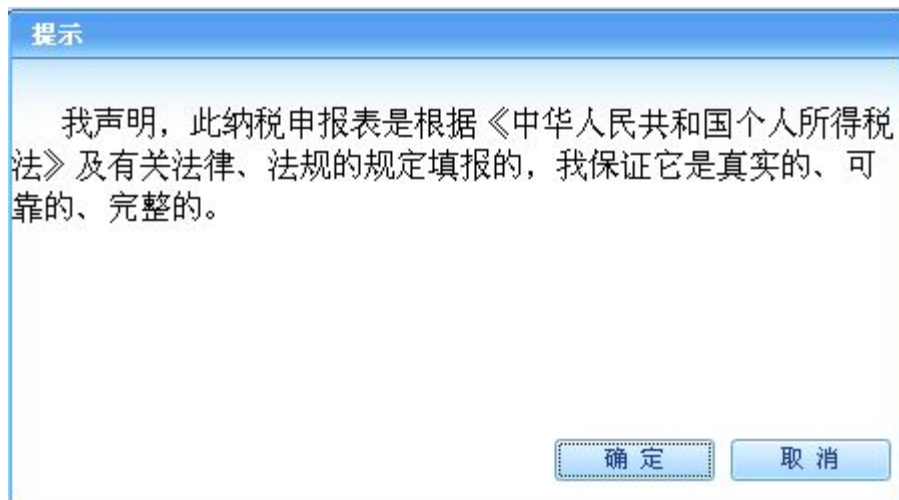 提示
我声明，此纳税申报表是根据《中华人民共和国个人所得税
法》及有关法律、法规的规定填报的，我保证它是真实的、可
靠的、完整的。
确 定
取 消